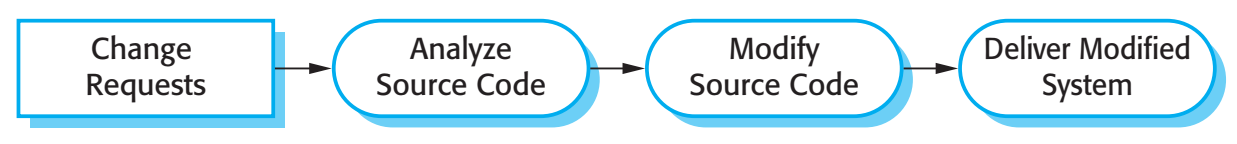 Change
Requests
Analyze
Source Code
Modify
Source Code
Deliver Modified
System